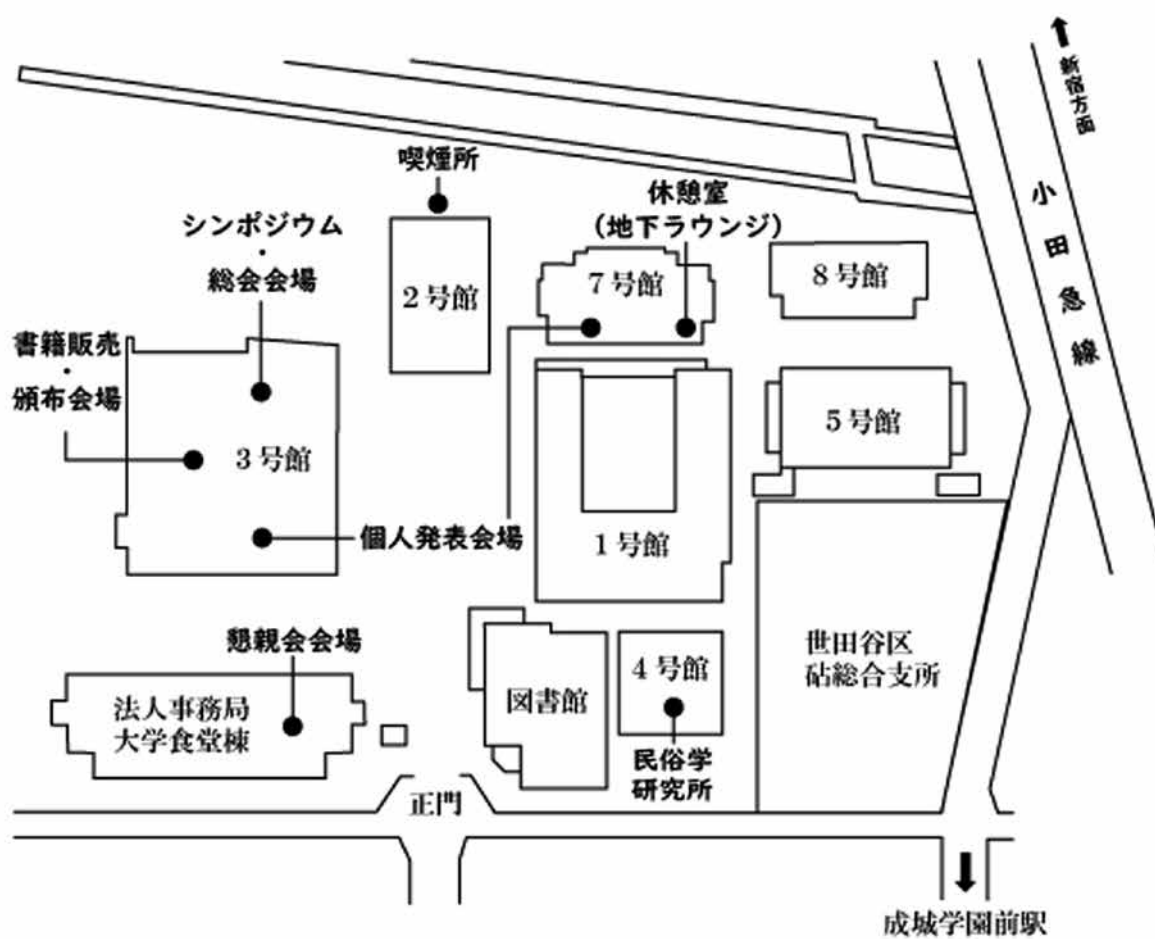 新宿方面
小田急線
喫煙所
休憩室
（地下ラウンジ）
シンポジウム
・
総会会場
2号館
7号館
8号館
書籍販売
・
頒布会場
3号館
5号館
個人発表会場
1号館
懇親会会場
世田谷区
砧総合支所
4号館
図書館
法人事務局
大学食堂棟
民俗学
研究所
正門
成城学園前駅